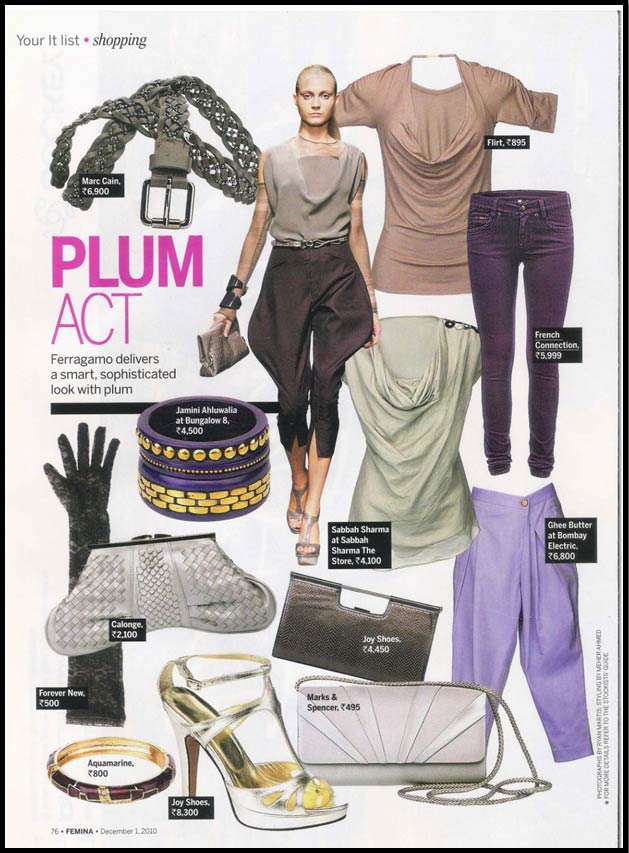 Your It list • shopping
Marc Cain,
₹6,900
Flirt, ₹895
PLUM
ACT
Ferragamo delivers
a smart, sophisticated
look with plum
French
Connection,
₹5,999
Jamini Ahluwalia
at Bungalow 8,
₹4,500
Sabbah Sharma
at Sabbah
Sharma The
Store, ₹4,100
Ghee Butter
at Bombay
Electric,
₹6,800
Calonge,
₹2,100
Joy Shoes,
₹4,450
Forever New,
₹500
Marks &
Spencer, ₹495
Aquamarine,
₹800
Joy Shoes,
₹8,300
PHOTOGRAPHS BY RYAN MARTIS; STYLING BY MEHER AHMED
FOR MORE DETAILS REFER TO THE STOCKISTS' GUIDE
76 • FEMINA • December 1, 2010